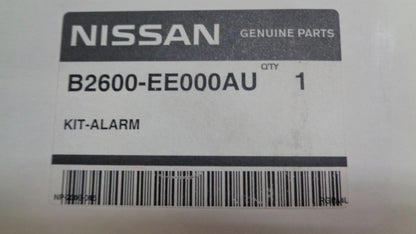 NISSAN GENUINE PARTS
Q'TY
B2600-EE000AU 1
KIT-ALARM